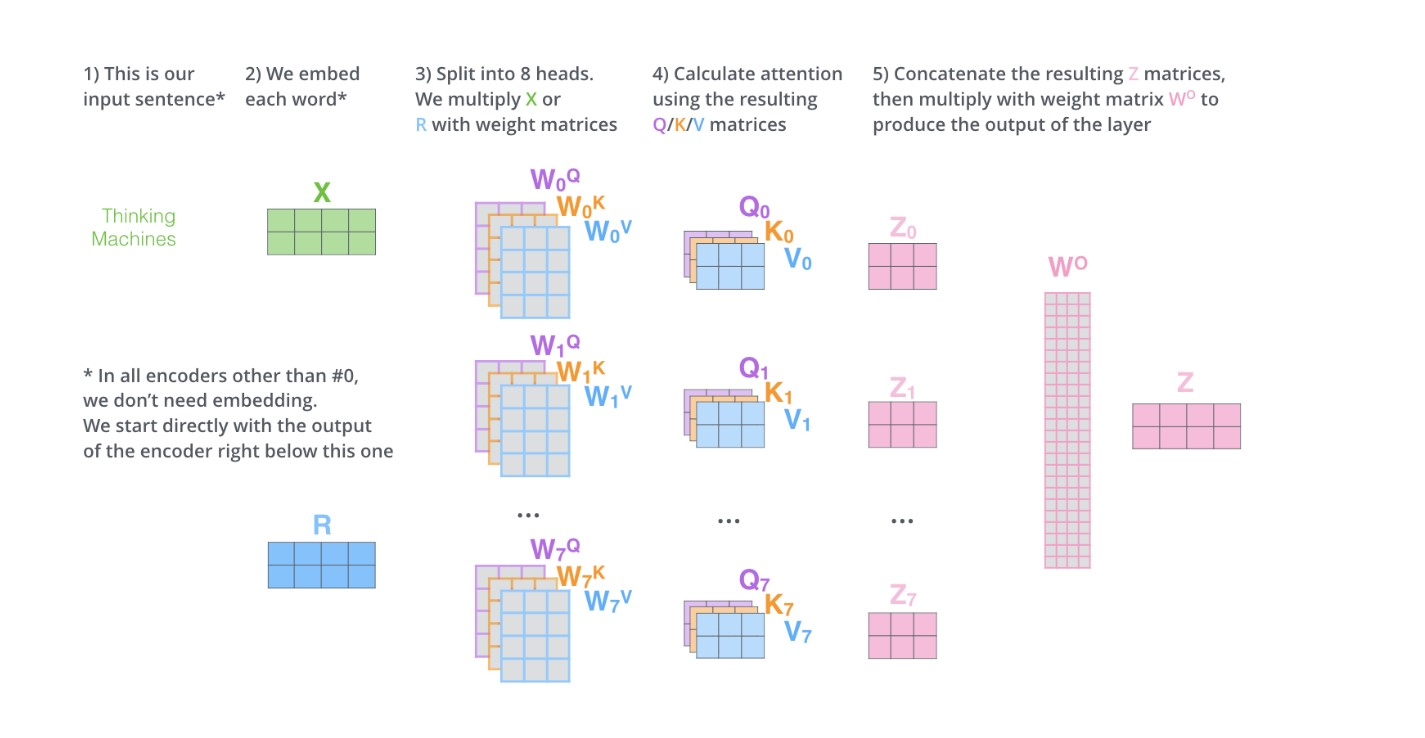 1) This is our
input sentence*
2) We embed
each word*
3) Split into 8 heads.
We multiply X or
R with weight matrices
4) Calculate attention
using the resulting
Q/K/V matrices
5) Concatenate the resulting Z matrices,
then multiply with weight matrix Wᴼ to
produce the output of the layer
Thinking
Machines
X
W₀Q
W₀K
W₀V
Q₀
K₀
V₀
Z₀
* In all encoders other than #0,
we don’t need embedding.
We start directly with the output
of the encoder right below this one
W₁Q
W₁K
W₁V
Q₁
K₁
V₁
Z₁
...
...
...
R
W₇Q
W₇K
W₇V
Q₇
K₇
V₇
Z₇
Wᴼ
Z